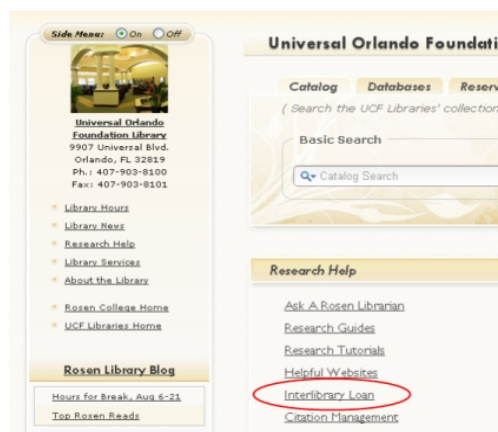 Side Menu: On Off
Universal Orlando
Foundation Library
9907 Universal Blvd.
Orlando, FL 32819
Ph.: 407-903-8100
Fax: 407-903-8101
Library Hours
Library News
Research Help
Library Services
About the Library
Rosen College Home
UCF Libraries Home
Rosen Library Blog
Hours for Break, Aug 6-21
Top Rosen Reads
Universal Orlando Foundati
Catalog Databases Reserv
( Search the UCF Libraries' collection
Basic Search
Catalog Search
Research Help
Ask A Rosen Librarian
Research Guides
Research Tutorials
Helpful Websites
Interlibrary Loan
Citation Management